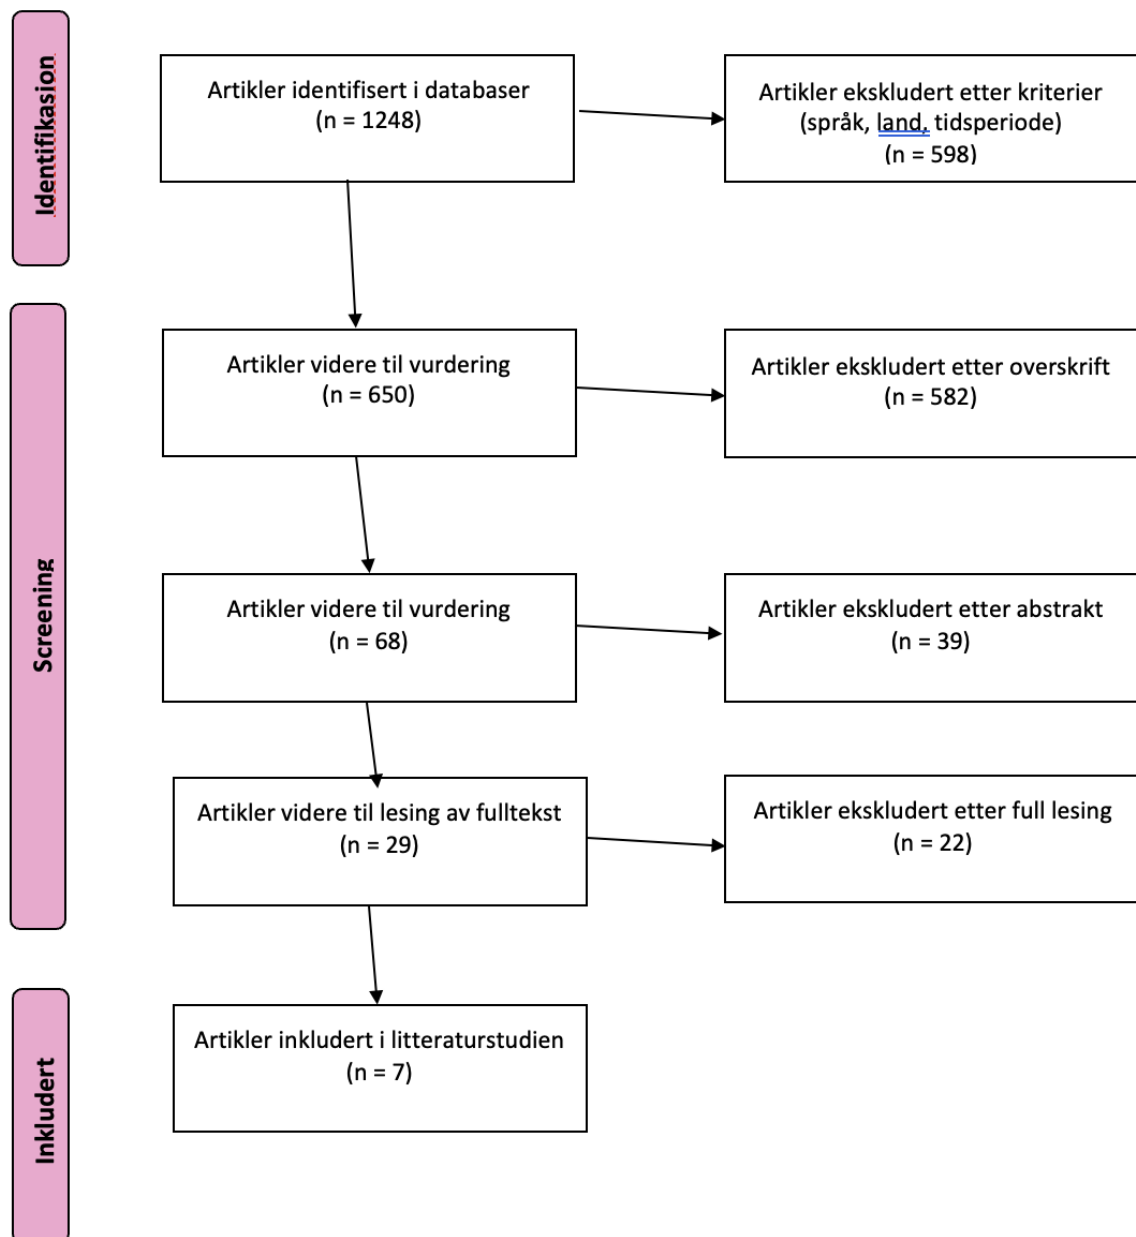 Identifikasion
Artikler identifisert i databaser
(n = 1248)
Artikler ekskludert etter kriterier
(språk, land, tidsperiode)
(n = 598)
Screening
Artikler videre til vurdering
(n = 650)
Artikler ekskludert etter overskrift
(n = 582)
Artikler videre til vurdering
(n = 68)
Artikler ekskludert etter abstrakt
(n = 39)
Artikler videre til lesing av fulltekst
(n = 29)
Artikler ekskludert etter full lesing
(n = 22)
Inkludert
Artikler inkludert i litteraturstudien
(n = 7)